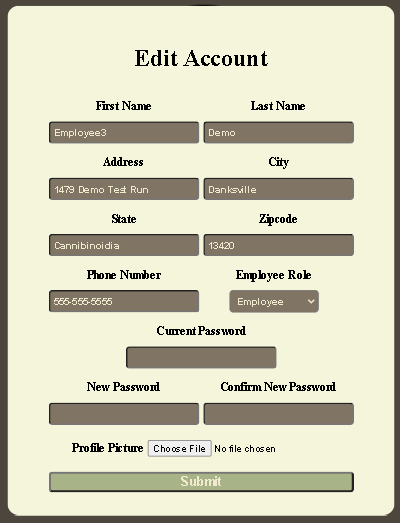 Edit Account
First Name Last Name
Employee3 Demo
Address City
1479 Demo Test Run Danksville
State Zipcode
Cannibinoidia 13420
Phone Number Employee Role
555-555-5555 Employee
Current Password
New Password Confirm New Password
Profile Picture Choose File No file chosen
Submit